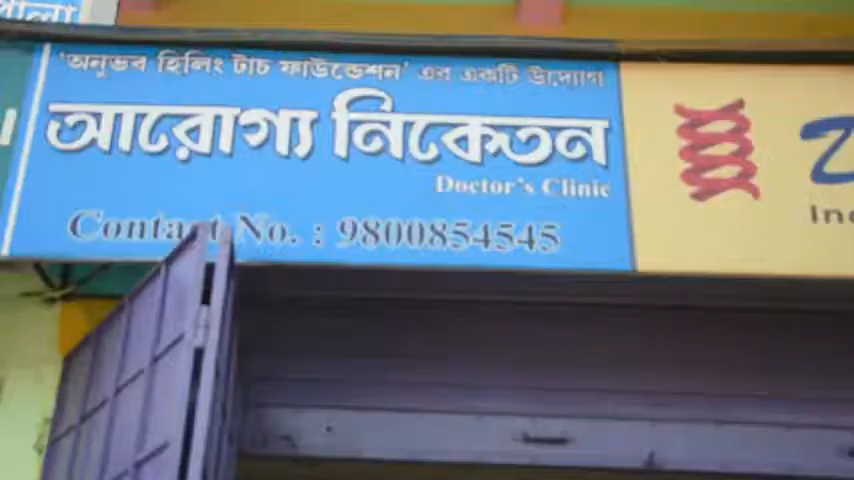 'অনুভব হিলিং টাচ ফাউন্ডেশন' এর একটি উদ্যোগ
আরোগ্য নিকেতন
Doctor's Clinic
Contact No. : 9800854545